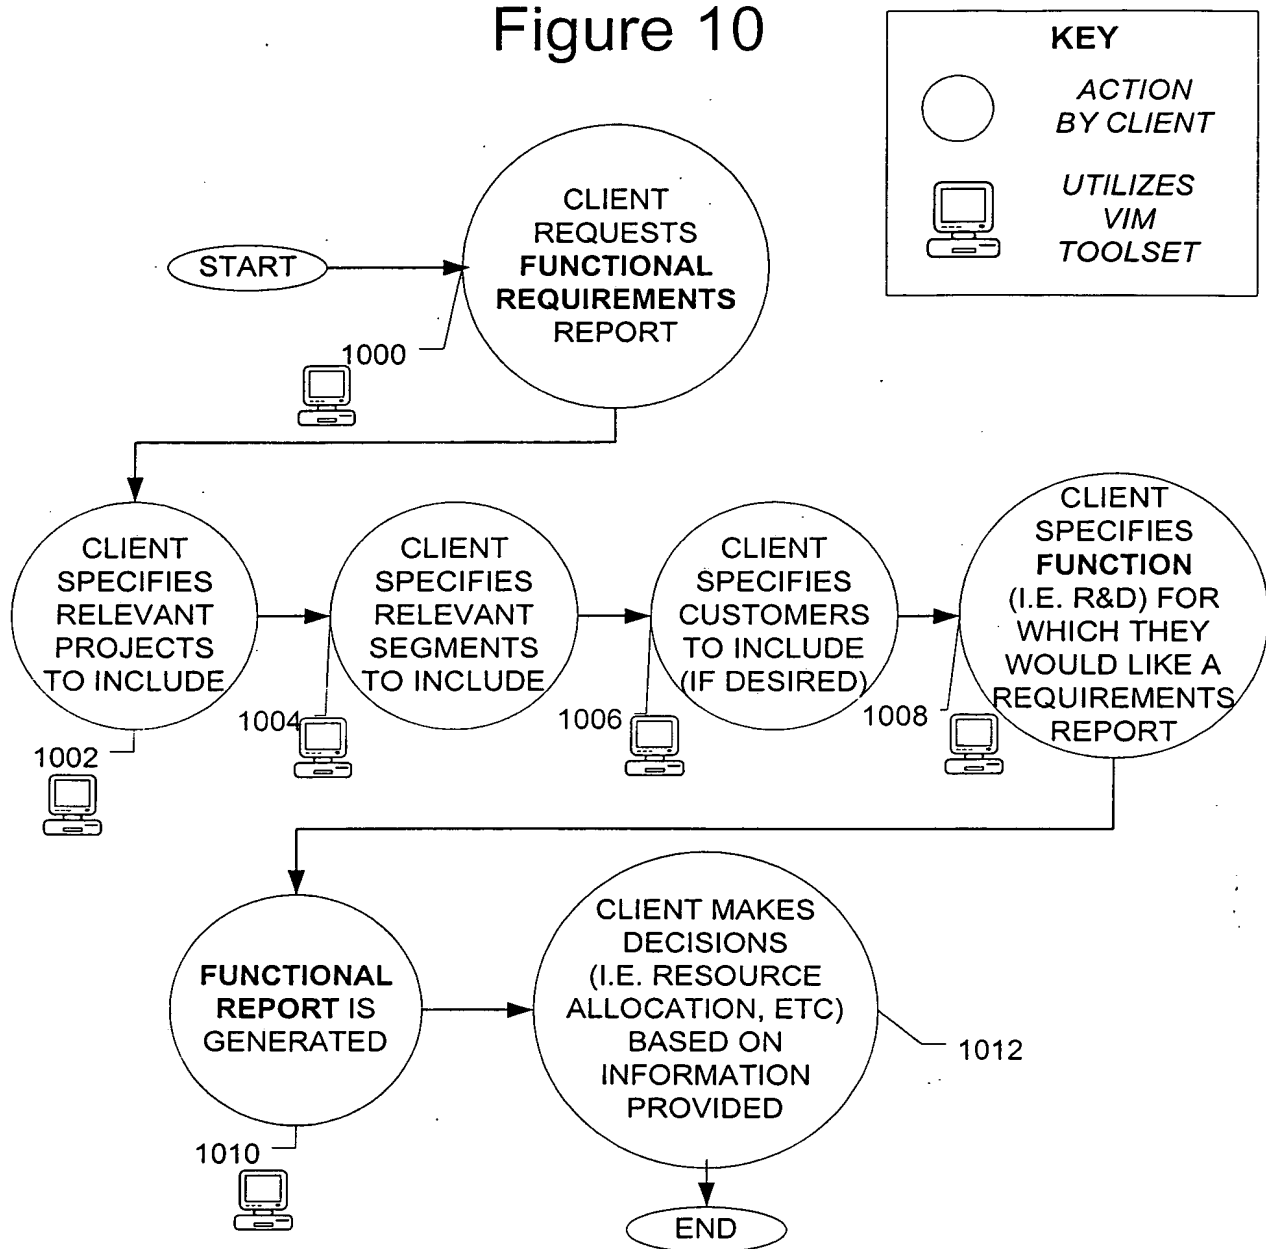 Figure 10
KEY
ACTION
BY CLIENT
UTILIZES
VIM
TOOLSET
START
CLIENT
REQUESTS
FUNCTIONAL
REQUIREMENTS
REPORT
1000
CLIENT
SPECIFIES
RELEVANT
PROJECTS
TO INCLUDE
1002
CLIENT
SPECIFIES
RELEVANT
SEGMENTS
TO INCLUDE
1004
CLIENT
SPECIFIES
CUSTOMERS
TO INCLUDE
(IF DESIRED)
1006
CLIENT
SPECIFIES
FUNCTION
(I.E. R&D) FOR
WHICH THEY
WOULD LIKE A
REQUIREMENTS
REPORT
1008
FUNCTIONAL
REPORT IS
GENERATED
1010
CLIENT MAKES
DECISIONS
(I.E. RESOURCE
ALLOCATION, ETC)
BASED ON
INFORMATION
PROVIDED
1012
END